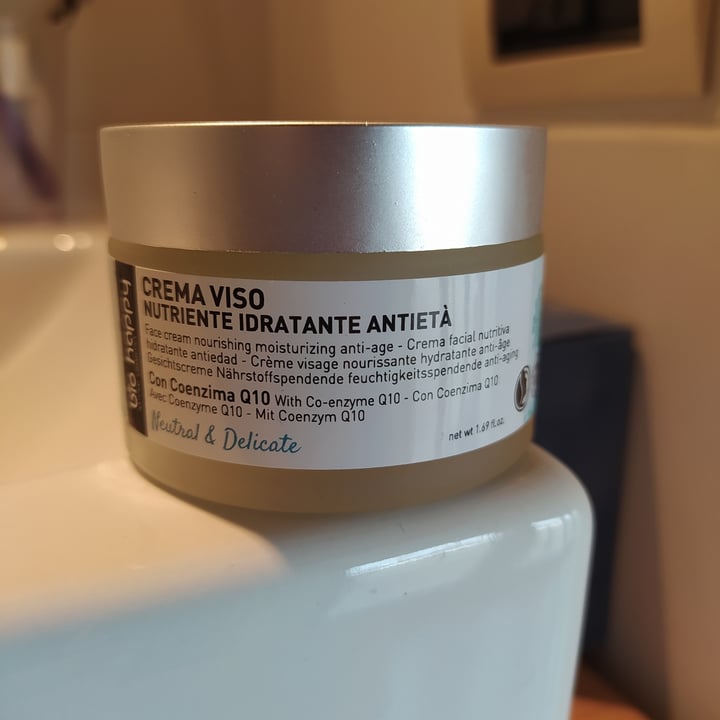 bio happy
CREMA VISO
NUTRIENTE IDRATANTE ANTIETÀ
Face cream nourishing moisturizing anti-age - Crema facial nutritiva
hidratante antiedad - Crème visage nourissante hydratante anti-âge
Gesichtscreme Nährstoffspendende feuchtigkeitsspendende anti-aging
Con Coenzima Q10 With Co-enzyme Q10 - Con Coenzima Q10
Avec Coenzyme Q10 - Mit Coenzym Q10
Neutral & Delicate
net wt 1.69 fl.oz.